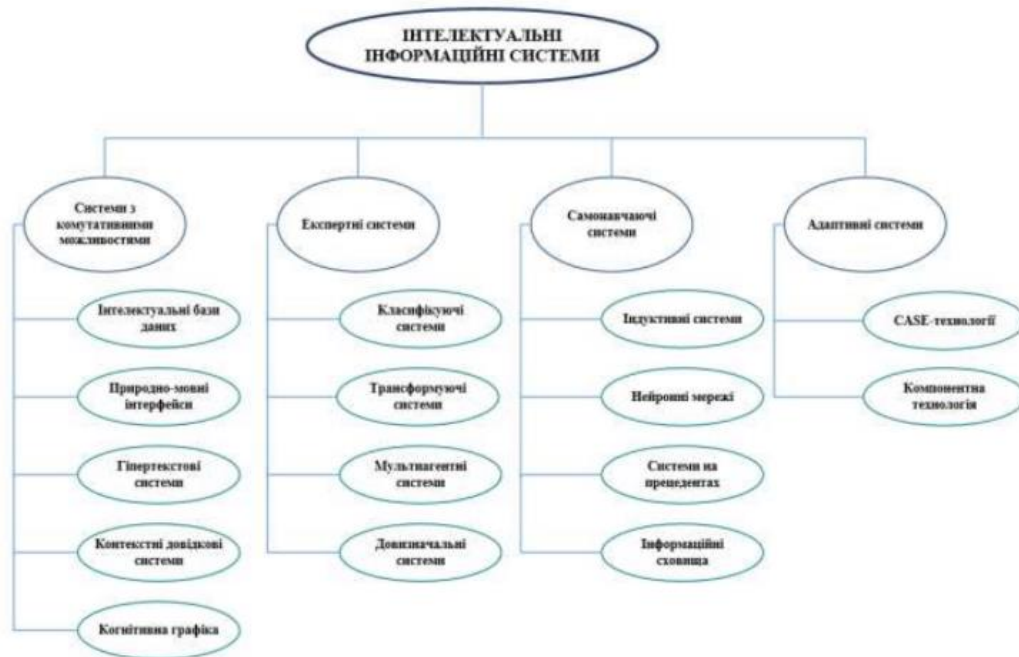 ІНТЕЛЕКТУАЛЬНІ
ІНФОРМАЦІЙНІ СИСТЕМИ
Системи з
комутативними
можливостями
Інтелектуальні бази
даних
Природно-мовні
інтерфейси
Гіпертекстові
системи
Контекстні довідкові
системи
Когнітивна графіка
Експертні системи
Класифікуючі
системи
Трансформуючі
системи
Мультиагентні
системи
Довизначальні
системи
Самонавчаючі
системи
Індуктивні системи
Нейронні мережі
Системи на
прецедентах
Інформаційні
сховища
Адаптивні системи
CASE-технології
Компонентна
технологія